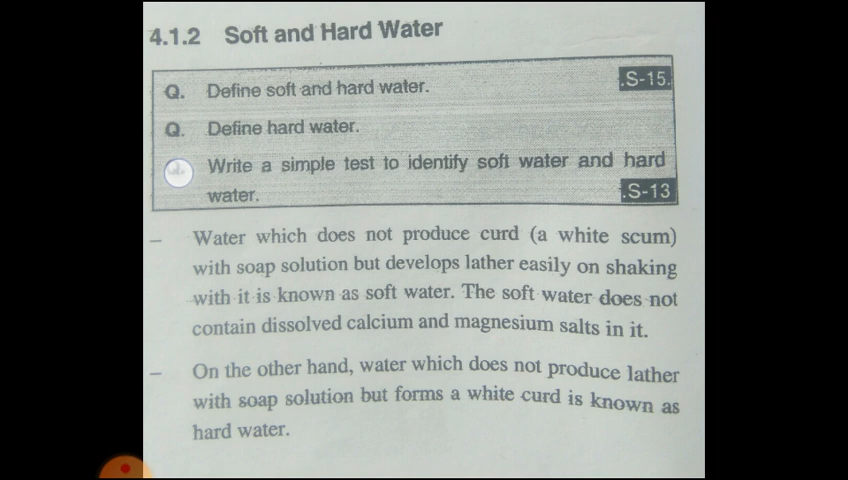 4.1.2 Soft and Hard Water
Q. Define soft and hard water. .S-15.
Q. Define hard water.
Q. Write a simple test to identify soft water and hard
water. .S-13
– Water which does not produce curd (a white scum)
with soap solution but develops lather easily on shaking
with it is known as soft water. The soft water does not
contain dissolved calcium and magnesium salts in it.
– On the other hand, water which does not produce lather
with soap solution but forms a white curd is known as
hard water.